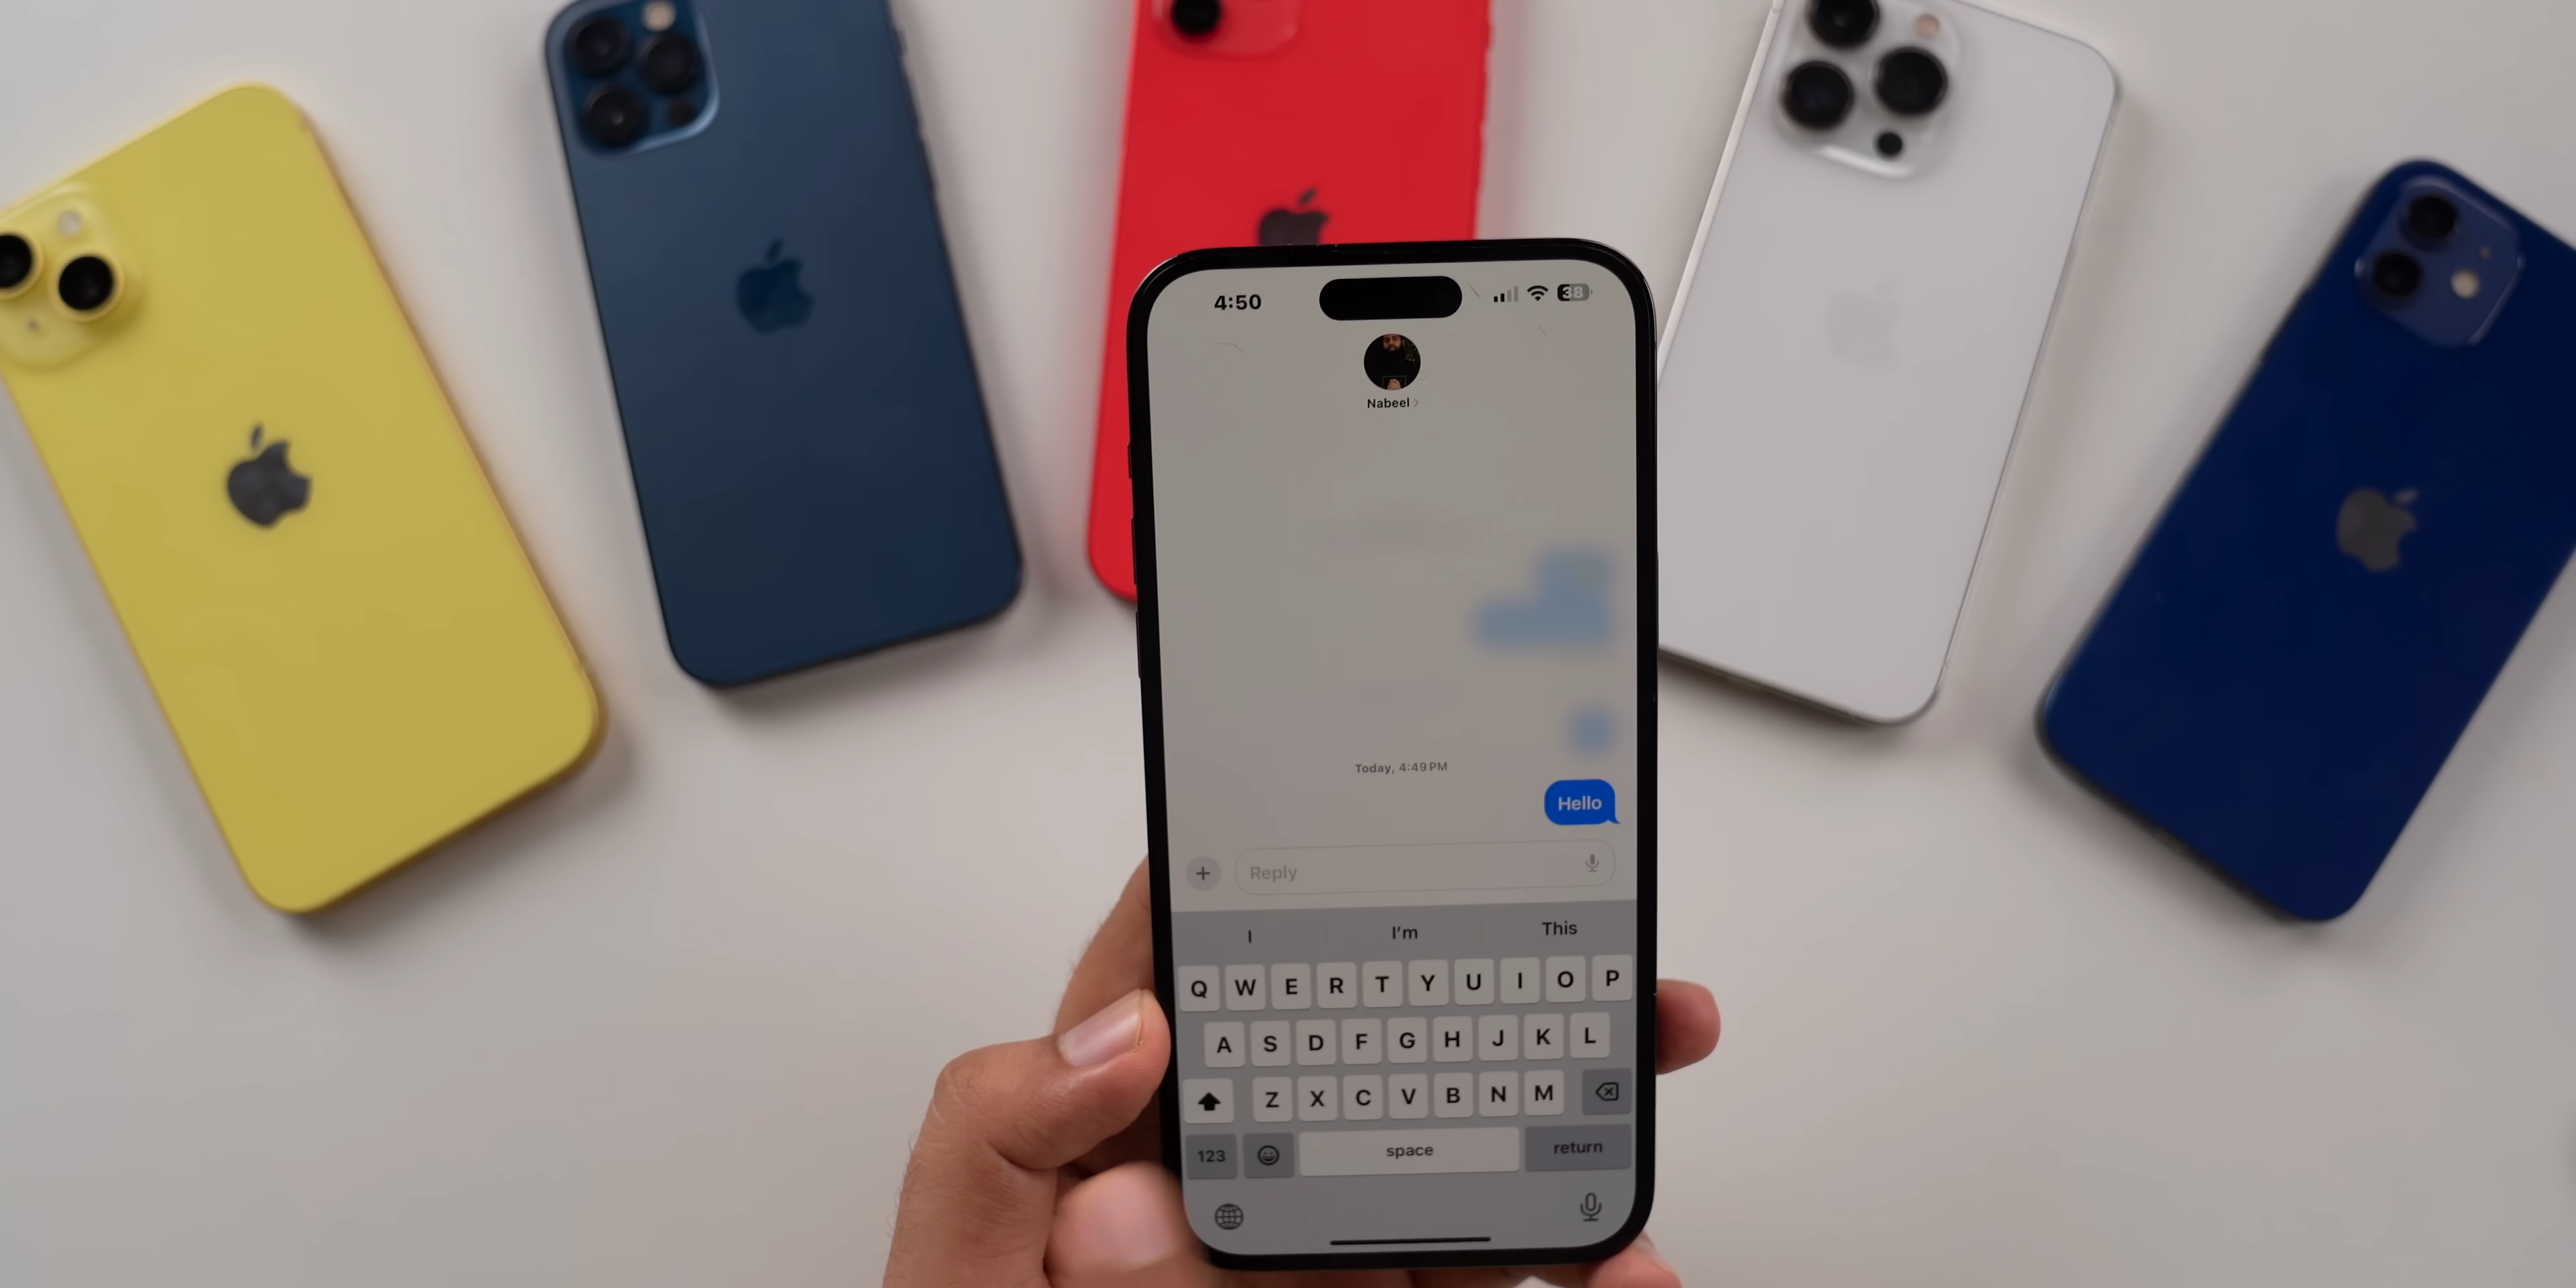 4:50
38
Nabeel >
Today, 4:49 PM
Hello
Reply
I I'm This
Q W E R T Y U I O P
A S D F G H J K L
Z X C V B N M
123 space return